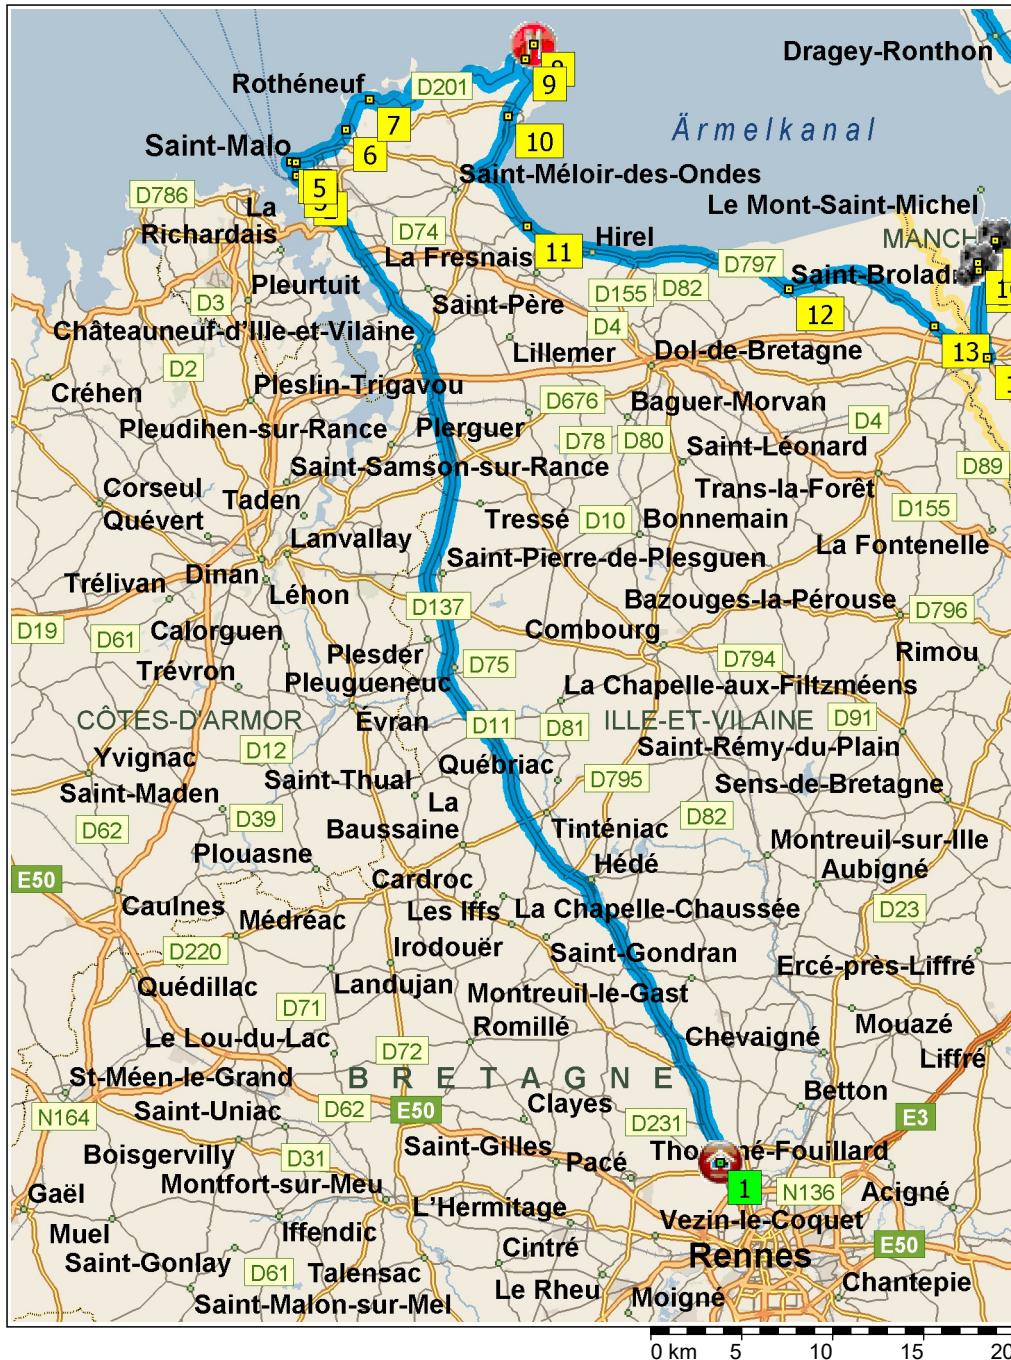 Dragey-Ronthon
Rothéneuf
D201
9
7
10
Ärmelkanal
6
Saint-Malo
Saint-Méloir-des-Ondes
5
D786
La
Richardais
Le Mont-Saint-Michel
D74
Hirel
MANCH
La Fresnais
11
D797
Saint-Brolad
Pleurtuit
D155
D82
D3
Saint-Père
12
Châteauneuf-d'Ille-et Vilaine
D4
Lillemer
Dol-de-Bretagne
13
D2
Créhen
Pleslin-Trigavou
D676
Baguer-Morvan
D4
Pleudihen-sur-Rance
Plerguer
D78
D80
Saint-Léonard
Saint-Samson-sur-Rance
D89
Corseul
Taden
Trans-la-Forêt
Quévert
Tressé
D10
Bonnemain
D155
Lanvallay
La Fontenelle
Saint-Pierre-de-Plesguen
Trélivan
Dinan
Léhon
D137
Bazouges-la-Pérouse
D796
D19
D61
Calorguen
Combourg
Plesder
D75
D794
Rimou
Trévron
Pleugueneuc
La Chapelle-aux-Filtzméens
CÔTES-D'ARMOR
Évran
D11
D81
ILLE-ET-VILAINE
D91
D12
Saint-Rémy-du-Plain
Yvignac
Saint-Thual
Québriac
D795
Sens-de-Bretagne
Saint-Maden
La
Baussaine
D39
D82
D62
Tinténiac
Montreuil-sur-Ille
Plouasne
Hédé
Aubigné
E50
Cardroc
Caulnes
Médréac
Les Iffs
La Chapelle-Chaussée
D23
D220
Irodouër
Saint-Gondran
Ercé-près-Liffré
Quédillac
Landujan
Montreuil-le-Gast
D71
Romillé
Mouazé
Le Lou-du-Lac
Chevaigné
Liffré
D72
St-Méen-le-Grand
BRETAGNE
Betton
N164
Saint-Uniac
D62
E50
Clayes
D231
E3
Boisgervilly
D31
Saint-Gilles
Pacé
Montfort-sur-Meu
1
N136
Acigné
Gaël
L'Hermitage
Muel
Iffendic
Vezin-le-Coquet
E50
Saint-Gonlay
Cintré
Rennes
D61
Talensac
Le Rheu
Chantepie
Saint-Malon-sur-Mel
Moigné
0 km 5 10 15 20